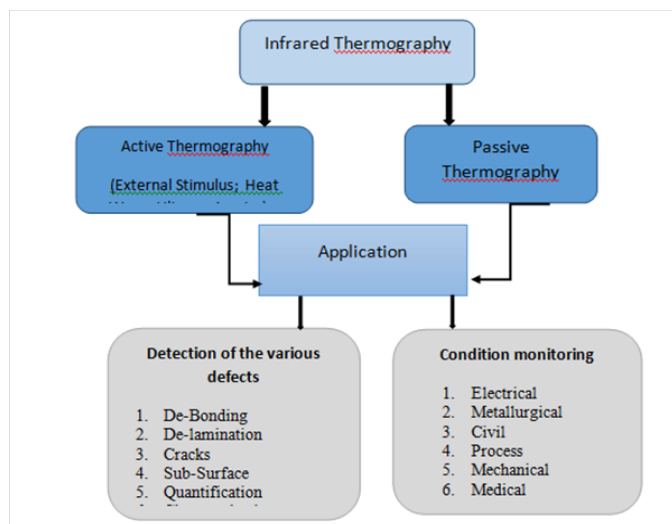 Infrared Thermography
Active Thermography
(External Stimulus; Heat
Passive
Thermography
Application
Detection of the various
defects
1. De-Bonding
2. De-lamination
3. Cracks
4. Sub-Surface
5. Quantification
Condition monitoring
1. Electrical
2. Metallurgical
3. Civil
4. Process
5. Mechanical
6. Medical